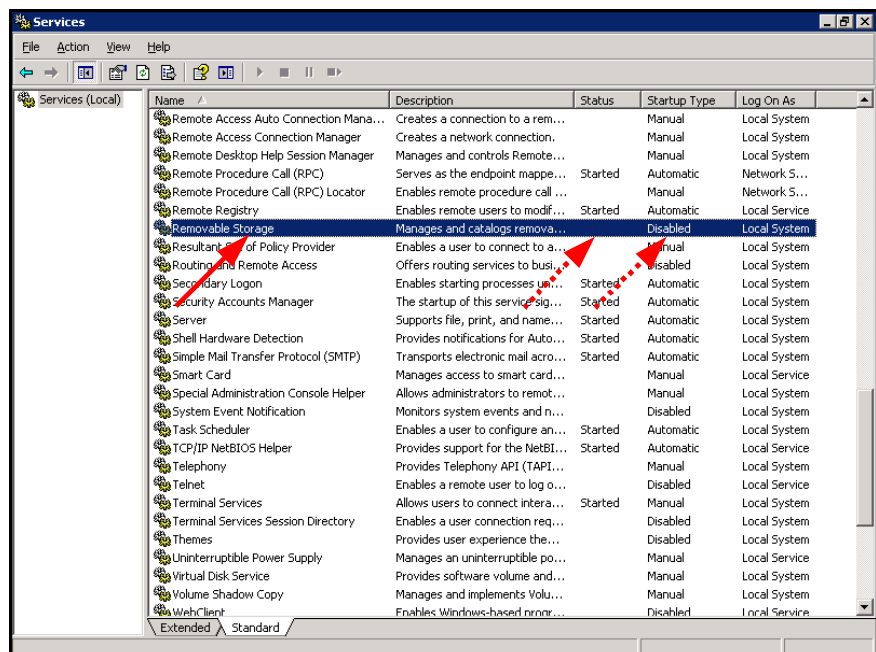 Services
File Action View Help
Services (Local)
Name Description Status Startup Type Log On As
Remote Access Auto Connection Mana... Creates a connection to a rem... Manual Local System
Remote Access Connection Manager Creates a network connection. Manual Local System
Remote Desktop Help Session Manager Manages and controls Remote... Manual Local System
Remote Procedure Call (RPC) Serves as the endpoint mappe... Started Automatic Network S...
Remote Procedure Call (RPC) Locator Enables remote procedure call ... Manual Network S...
Remote Registry Enables remote users to modif... Started Automatic Local Service
Removable Storage Manages and catalogs remova... Disabled Local System
Resultant Set of Policy Provider Enables a user to connect to a... Manual Local System
Routing and Remote Access Offers routing services to busi... Disabled Local System
Secondary Logon Enables starting processes un... Started Automatic Local System
Security Accounts Manager The startup of this service sig... Started Automatic Local System
Server Supports file, print, and name... Started Automatic Local System
Shell Hardware Detection Provides notifications for Auto... Started Automatic Local System
Simple Mail Transfer Protocol (SMTP) Transports electronic mail acro... Started Automatic Local System
Smart Card Manages access to smart card... Manual Local Service
Special Administration Console Helper Allows administrators to remot... Manual Local System
System Event Notification Monitors system events and n... Disabled Local System
Task Scheduler Enables a user to configure an... Started Automatic Local System
TCP/IP NetBIOS Helper Provides support for the NetBI... Started Automatic Local Service
Telephony Provides Telephony API (TAPI... Manual Local System
Telnet Enables a remote user to log o... Disabled Local Service
Terminal Services Allows users to connect intera... Started Manual Local System
Terminal Services Session Directory Enables a user connection req... Disabled Local System
Themes Provides user experience the... Disabled Local System
Uninterruptible Power Supply Manages an uninterruptible po... Manual Local Service
Virtual Disk Service Provides software volume and... Manual Local System
Volume Shadow Copy Manages and implements Volu... Manual Local System
WebClient Enables Windows-based progr... Disabled Local Service
Extended Standard